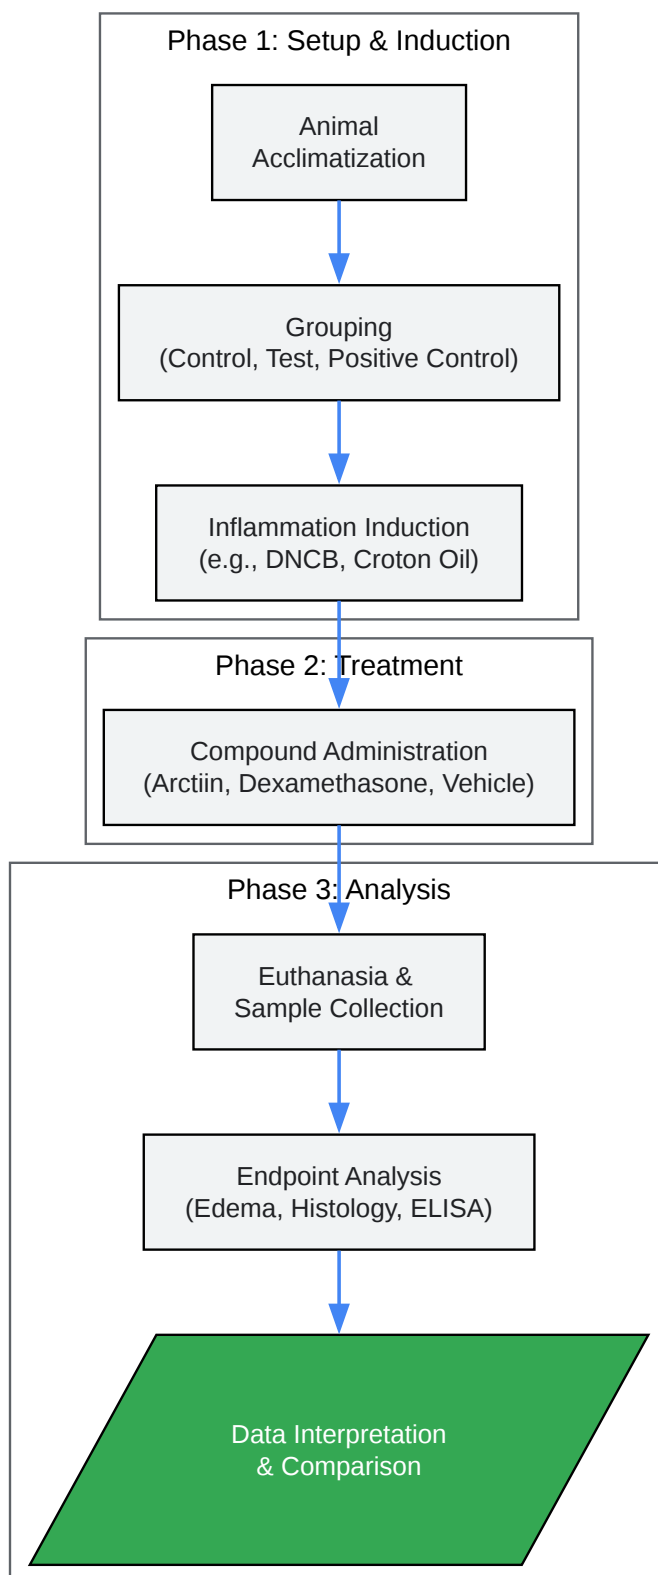 Phase 1: Setup & Induction
Animal
Acclimatization
Grouping
(Control, Test, Positive Control)
Inflammation Induction
(e.g., DNCB, Croton Oil)
Phase 2: Treatment
Compound Administration
(Arctiin, Dexamethasone, Vehicle)
Phase 3: Analysis
Euthanasia &
Sample Collection
Endpoint Analysis
(Edema, Histology, ELISA)
Data Interpretation
& Comparison